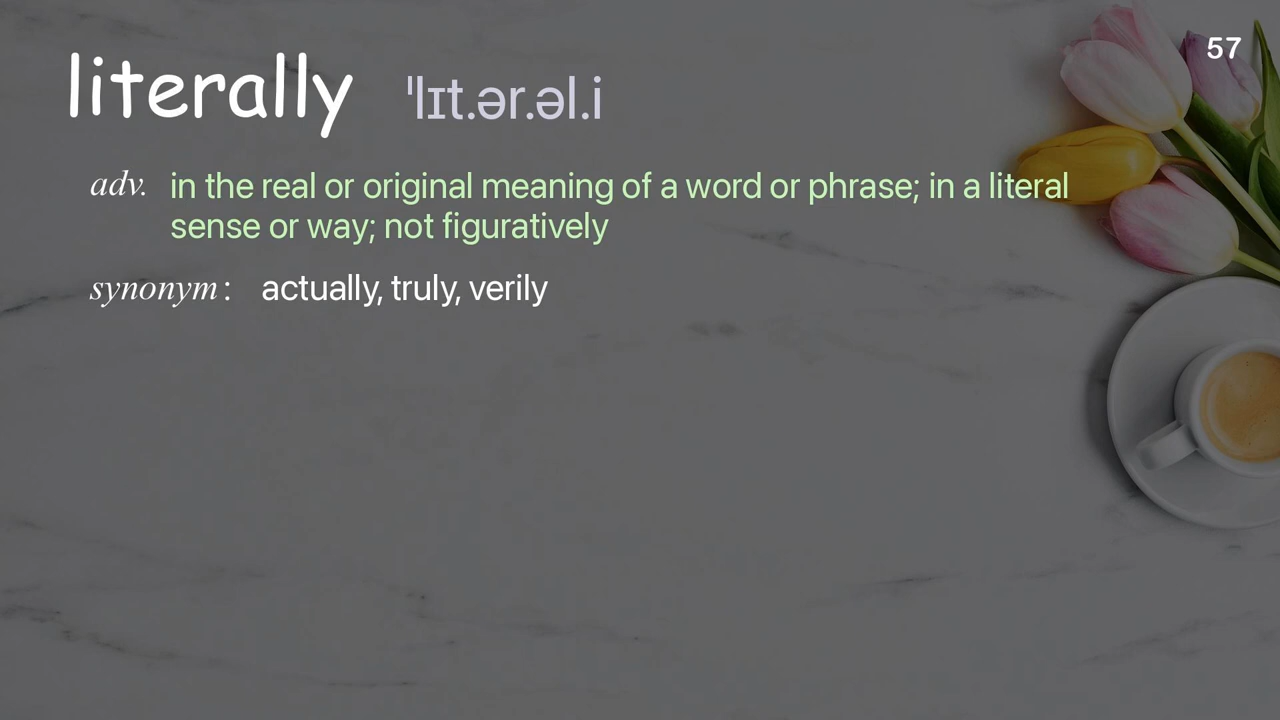 57
literally ˈlɪt.ər.əl.i
adv. in the real or original meaning of a word or phrase; in a literal
sense or way; not figuratively
synonym : actually, truly, verily